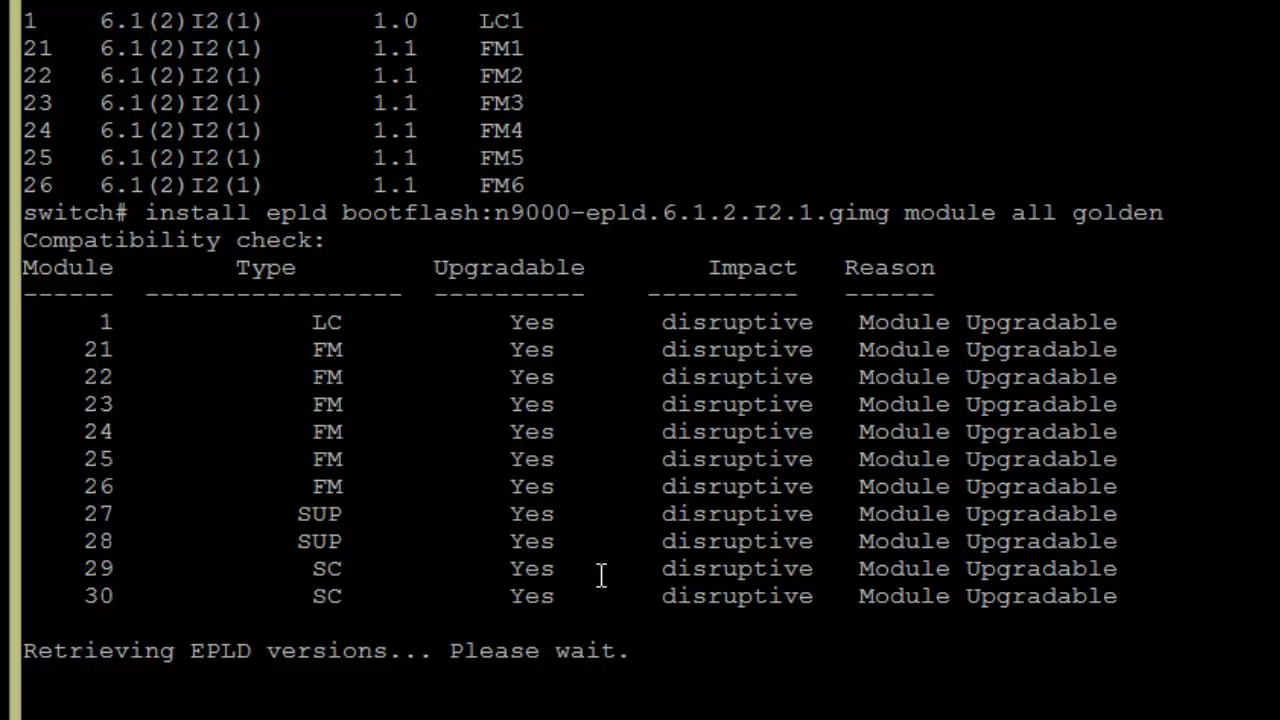 1 6.1(2)I2(1) 1.0 LC1
21 6.1(2)I2(1) 1.1 FM1
22 6.1(2)I2(1) 1.1 FM2
23 6.1(2)I2(1) 1.1 FM3
24 6.1(2)I2(1) 1.1 FM4
25 6.1(2)I2(1) 1.1 FM5
26 6.1(2)I2(1) 1.1 FM6
switch# install epld bootflash:n9000-epld.6.1.2.I2.1.gimg module all golden
Compatibility check:
Module Type Upgradable Impact Reason
------ ----------------- ---------- ---------- ------
1 LC Yes disruptive Module Upgradable
21 FM Yes disruptive Module Upgradable
22 FM Yes disruptive Module Upgradable
23 FM Yes disruptive Module Upgradable
24 FM Yes disruptive Module Upgradable
25 FM Yes disruptive Module Upgradable
26 FM Yes disruptive Module Upgradable
27 SUP Yes disruptive Module Upgradable
28 SUP Yes disruptive Module Upgradable
29 SC Yes disruptive Module Upgradable
30 SC Yes disruptive Module Upgradable
Retrieving EPLD versions... Please wait.